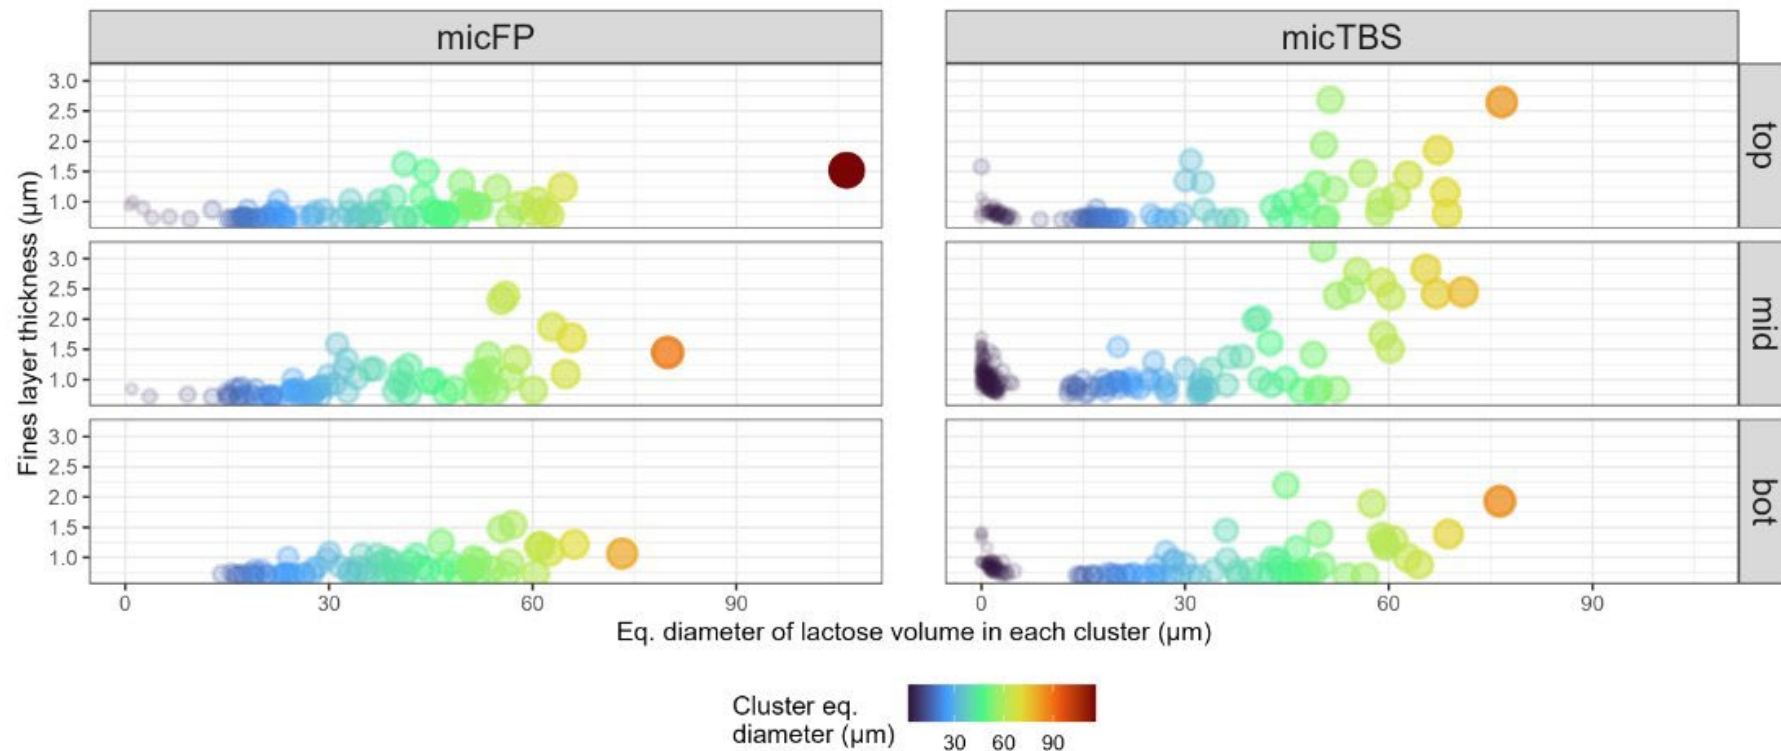 micFP
micTBS
Fines layer thickness (μm)
3.0
2.5
2.0
1.5
1.0
top
3.0
2.5
2.0
1.5
1.0
mid
3.0
2.5
2.0
1.5
1.0
bot
0
30
60
90
0
30
60
90
Eq. diameter of lactose volume in each cluster (μm)
Cluster eq.
diameter (μm)
30
60
90